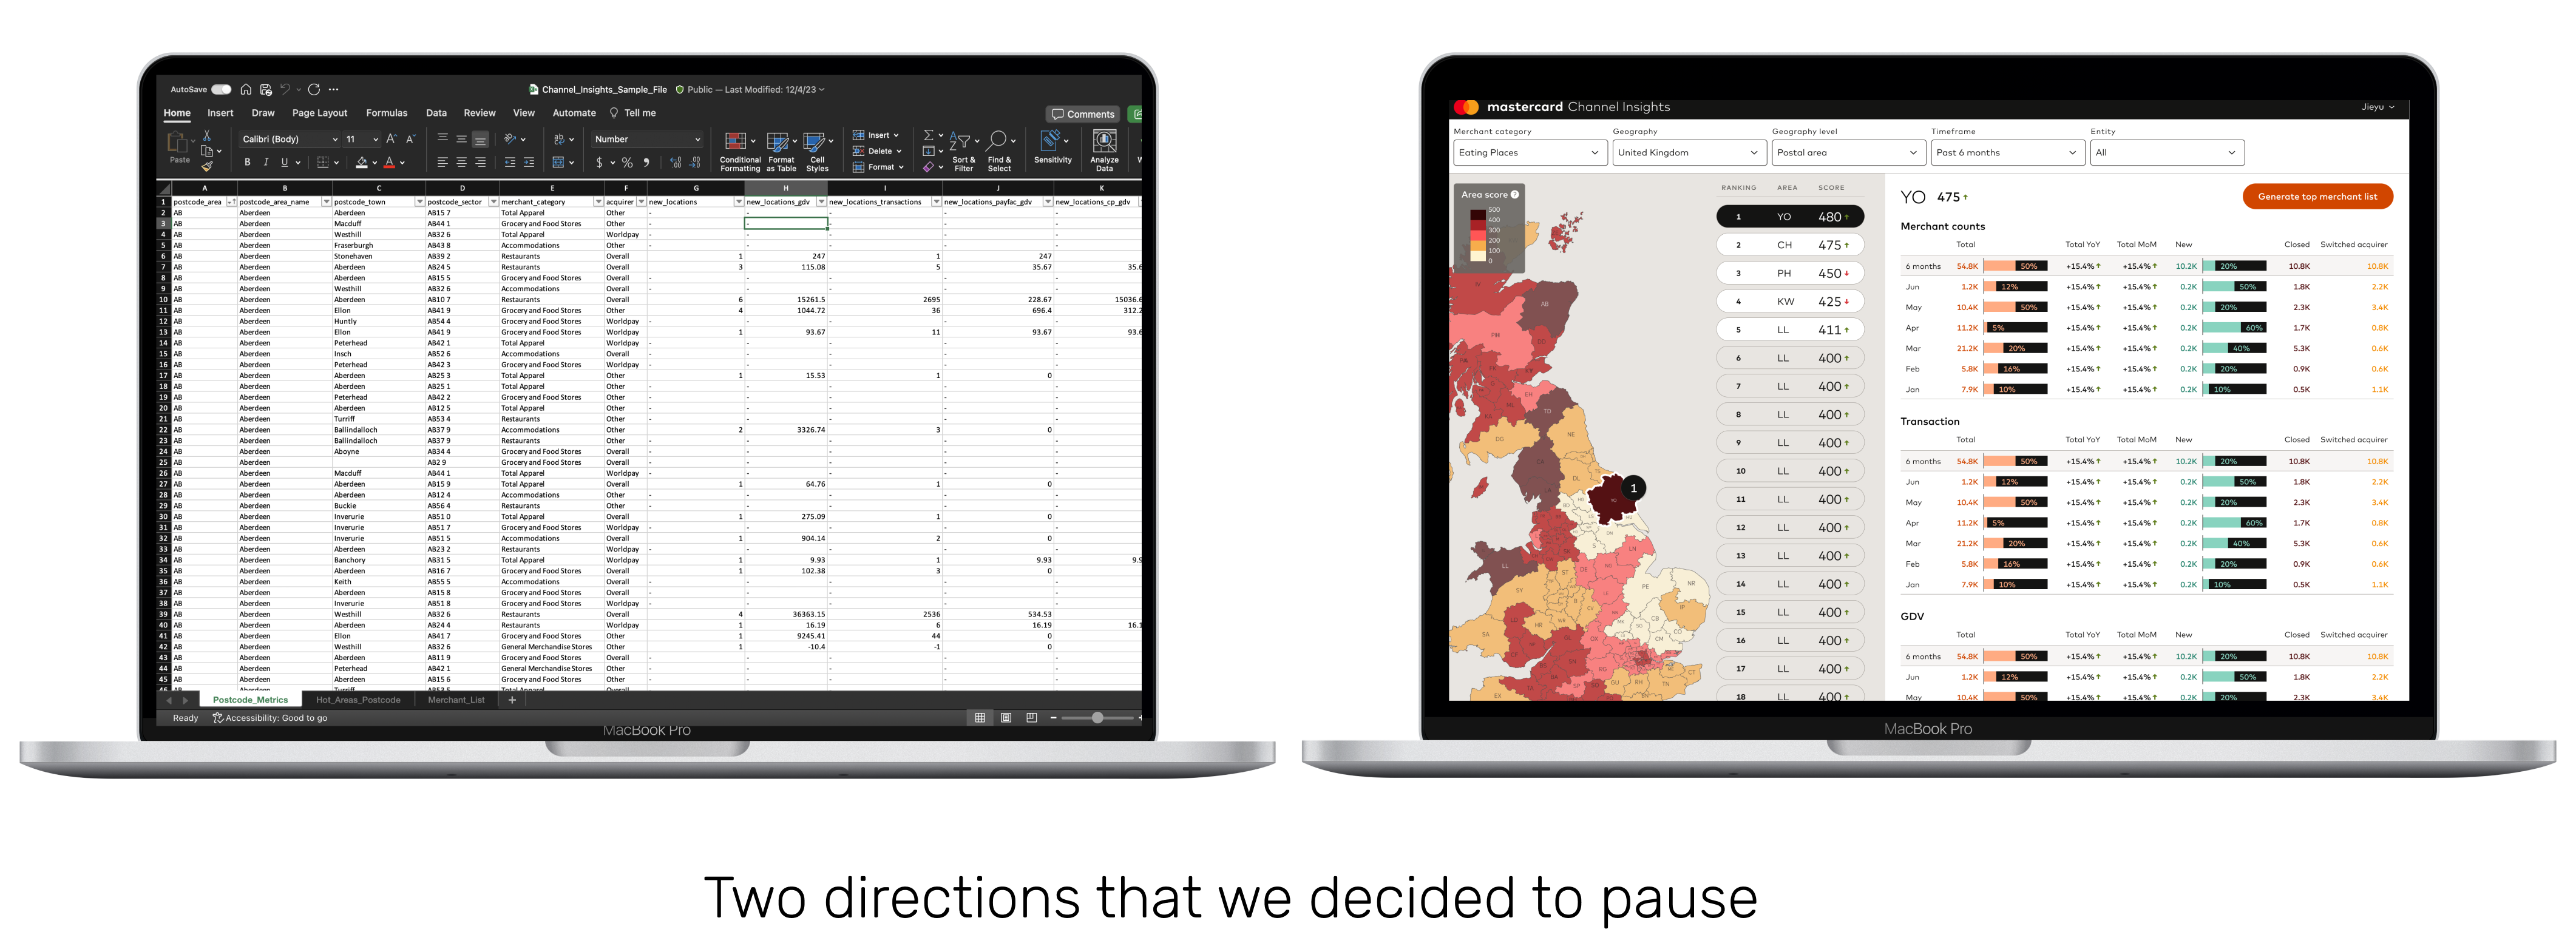 AutoSave
Channel_Insights_Sample_File
Public — Last Modified: 12/4/23
Home Insert Draw Page Layout Formulas Data Review View Automate Tell me
Comments
Paste
Calibri (Body) 11
Number
B I U
Conditional Formatting
Format as Table
Cell Styles
Insert
Delete
Format
Sort & Filter
Find & Select
Sensitivity
Analyze Data
A B C D E F G H I J K
1 postcode_area postcode_area_name postcode_town postcode_sector merchant_category acquirer new_locations new_locations_gdv new_locations_transactions new_locations_payfac_gdv new_locations_cp_gdv
2 AB Aberdeen Aberdeen AB15 7 Total Apparel Other - - - - -
3 AB Aberdeen Macduff AB44 1 Grocery and Food Stores Other - - - - -
4 AB Aberdeen Westhill AB32 6 Total Apparel Worldpay - - - - -
5 AB Aberdeen Fraserburgh AB43 8 Accommodations Other - - - - -
6 AB Aberdeen Stonehaven AB39 2 Restaurants Overall 1 247 1 247
7 AB Aberdeen Aberdeen AB24 5 Restaurants Overall 3 115.08 5 35.67 35.6
8 AB Aberdeen Aberdeen AB15 5 Grocery and Food Stores Overall - - - - -
9 AB Aberdeen Westhill AB32 6 Accommodations Overall - - - - -
10 AB Aberdeen Aberdeen AB10 7 Restaurants Overall 6 15261.5 2695 228.67 15036.6
11 AB Aberdeen Ellon AB41 9 Grocery and Food Stores Other 4 1044.72 36 696.4 312.2
12 AB Aberdeen Huntly AB54 4 Grocery and Food Stores Worldpay - - - - -
13 AB Aberdeen Ellon AB41 9 Grocery and Food Stores Worldpay 1 93.67 11 93.67 93.6
14 AB Aberdeen Peterhead AB42 1 Total Apparel Worldpay - - - - -
15 AB Aberdeen Insch AB52 6 Accommodations Overall - - - - -
16 AB Aberdeen Peterhead AB42 3 Grocery and Food Stores Worldpay - - - - -
17 AB Aberdeen Aberdeen AB25 3 Total Apparel Other 1 15.53 1 0
18 AB Aberdeen Aberdeen AB25 1 Total Apparel Other - - - - -
19 AB Aberdeen Peterhead AB42 2 Grocery and Food Stores Other - - - - -
20 AB Aberdeen Aberdeen AB12 5 Total Apparel Other - - - - -
21 AB Aberdeen Turriff AB53 4 Restaurants Other - - - - -
22 AB Aberdeen Ballindalloch AB37 9 Accommodations Other 2 3326.74 3 0
23 AB Aberdeen Ballindalloch AB37 9 Restaurants Other - - - - -
24 AB Aberdeen Aboyne AB34 4 Grocery and Food Stores Overall - - - - -
25 AB Aberdeen AB2 9 Grocery and Food Stores Overall - - - - -
26 AB Aberdeen Macduff AB44 1 Total Apparel Worldpay - - - - -
27 AB Aberdeen Aberdeen AB15 9 Total Apparel Overall 1 64.76 1 0
28 AB Aberdeen Aberdeen AB12 4 Accommodations Other - - - - -
29 AB Aberdeen Buckie AB56 4 Restaurants Other - - - - -
30 AB Aberdeen Inverurie AB51 0 Total Apparel Overall 1 275.09 1 0
31 AB Aberdeen Inverurie AB51 7 Grocery and Food Stores Worldpay - - - - -
32 AB Aberdeen Inverurie AB51 5 Accommodations Overall 1 904.14 2 0
33 AB Aberdeen Aberdeen AB23 2 Restaurants Worldpay - - - - -
34 AB Aberdeen Banchory AB31 5 Total Apparel Worldpay 1 9.93 1 9.93 9.9
35 AB Aberdeen Aberdeen AB16 7 Grocery and Food Stores Overall 1 102.38 3 0
36 AB Aberdeen Keith AB55 5 Accommodations Overall - - - - -
37 AB Aberdeen Aberdeen AB15 8 Grocery and Food Stores Overall - - - - -
38 AB Aberdeen Inverurie AB51 8 Grocery and Food Stores Worldpay - - - - -
39 AB Aberdeen Westhill AB32 6 Restaurants Overall 4 36363.15 2536 534.53
40 AB Aberdeen Aberdeen AB24 4 Restaurants Worldpay 1 16.19 6 16.19 16.1
41 AB Aberdeen Ellon AB41 7 Grocery and Food Stores Other 1 9245.41 44 0
42 AB Aberdeen Westhill AB32 6 General Merchandise Stores Other 1 -10.4 -1 0
43 AB Aberdeen Aberdeen AB11 9 Grocery and Food Stores Overall - - - - -
44 AB Aberdeen Peterhead AB42 1 General Merchandise Stores Other - - - - -
45 AB Aberdeen Aberdeen AB15 6 Grocery and Food Stores Other - - - - -
Postcode_Metrics Hot_Areas_Postcode Merchant_List +
Ready Accessibility: Good to go
MacBook Pro
mastercard Channel Insights
Jieyu
Merchant category Geography Geography level Timeframe Entity
Eating Places United Kingdom Postal area Past 6 months All
Area score ?
500
400
300
200
100
0
1
RANKING AREA SCORE
1 YO 480
2 CH 475
3 PH 450
4 KW 425
5 LL 411
6 LL 400
7 LL 400
8 LL 400
9 LL 400
10 LL 400
11 LL 400
12 LL 400
13 LL 400
14 LL 400
15 LL 400
16 LL 400
17 LL 400
18 LL 400
YO 475
Generate top merchant list
Merchant counts
Total Total YoY Total MoM New Closed Switched acquirer
6 months 54.8K 50% +15.4% +15.4% 10.2K 20% 10.8K 10.8K
Jun 1.2K 12% +15.4% +15.4% 0.2K 50% 1.8K 2.2K
May 10.4K 50% +15.4% +15.4% 0.2K 20% 2.3K 3.4K
Apr 11.2K 5% +15.4% +15.4% 0.2K 60% 1.7K 0.8K
Mar 21.2K 20% +15.4% +15.4% 0.2K 40% 5.3K 0.6K
Feb 5.8K 16% +15.4% +15.4% 0.2K 20% 0.9K 0.6K
Jan 7.9K 10% +15.4% +15.4% 0.2K 10% 0.5K 1.1K
Transaction
Total Total YoY Total MoM New Closed Switched acquirer
6 months 54.8K 50% +15.4% +15.4% 10.2K 20% 10.8K 10.8K
Jun 1.2K 12% +15.4% +15.4% 0.2K 50% 1.8K 2.2K
May 10.4K 50% +15.4% +15.4% 0.2K 20% 2.3K 3.4K
Apr 11.2K 5% +15.4% +15.4% 0.2K 60% 1.7K 0.8K
Mar 21.2K 20% +15.4% +15.4% 0.2K 40% 5.3K 0.6K
Feb 5.8K 16% +15.4% +15.4% 0.2K 20% 0.9K 0.6K
Jan 7.9K 10% +15.4% +15.4% 0.2K 10% 0.5K 1.1K
GDV
Total Total YoY Total MoM New Closed Switched acquirer
6 months 54.8K 50% +15.4% +15.4% 10.2K 20% 10.8K 10.8K
Jun 1.2K 12% +15.4% +15.4% 0.2K 50% 1.8K 2.2K
May 10.4K 50% +15.4% +15.4% 0.2K 20% 2.3K 3.4K
MacBook Pro
Two directions that we decided to pause